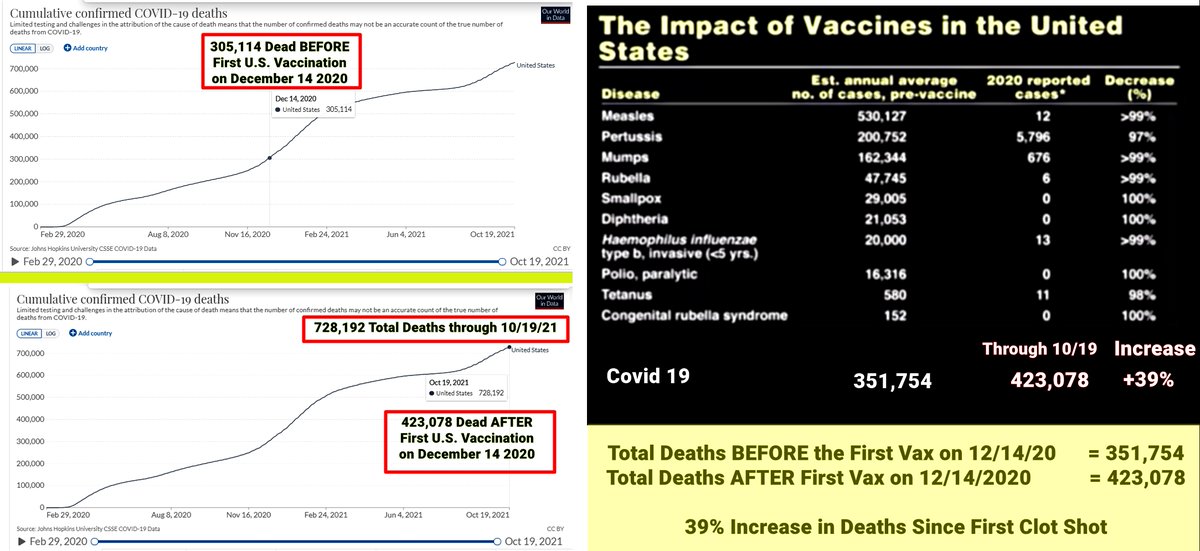 Cumulative confirmed COVID-19 deaths
Limited testing and challenges in the attribution of the cause of death means that the number of confirmed deaths may not be an accurate count of the true number of
deaths from COVID-19.
Our World
in Data
LINEAR LOG Add country
305,114 Dead BEFORE
First U.S. Vaccination
on December 14 2020
700,000
600,000
500,000
400,000
300,000
200,000
100,000
0
United States
Dec 14, 2020
United States 305,114
Feb 29, 2020 Aug 8, 2020 Nov 16, 2020 Feb 24, 2021 Jun 4, 2021 Oct 19, 2021
Source: Johns Hopkins University CSSE COVID-19 Data CC BY
Feb 29, 2020 Oct 19, 2021
Cumulative confirmed COVID-19 deaths
Limited testing and challenges in the attribution of the cause of death means that the number of confirmed deaths may not be an accurate count of the true number of
deaths from COVID-19.
Our World
in Data
728,192 Total Deaths through 10/19/21
LINEAR LOG Add country
700,000
600,000
500,000
400,000
300,000
200,000
100,000
0
United States
Oct 19, 2021
United States 728,192
423,078 Dead AFTER
First U.S. Vaccination
on December 14 2020
Feb 29, 2020 Aug 8, 2020 Nov 16, 2020 Feb 24, 2021 Jun 4, 2021 Oct 19, 2021
Source: Johns Hopkins University CSSE COVID-19 Data CC BY
Feb 29, 2020 Oct 19, 2021
The Impact of Vaccines in the United
States
Disease Est. annual average no. of cases, pre-vaccine 2020 reported cases* Decrease (%)
Measles 530,127 12 >99%
Pertussis 200,752 5,796 97%
Mumps 162,344 676 >99%
Rubella 47,745 6 >99%
Smallpox 29,005 0 100%
Diphtheria 21,053 0 100%
Haemophilus influenzae
type b, invasive (<5 yrs.) 20,000 13 >99%
Polio, paralytic 16,316 0 100%
Tetanus 580 11 98%
Congenital rubella syndrome 152 0 100%
Through 10/19 Increase
Covid 19 351,754 423,078 +39%
Total Deaths BEFORE the First Vax on 12/14/20 = 351,754
Total Deaths AFTER First Vax on 12/14/2020 = 423,078
39% Increase in Deaths Since First Clot Shot